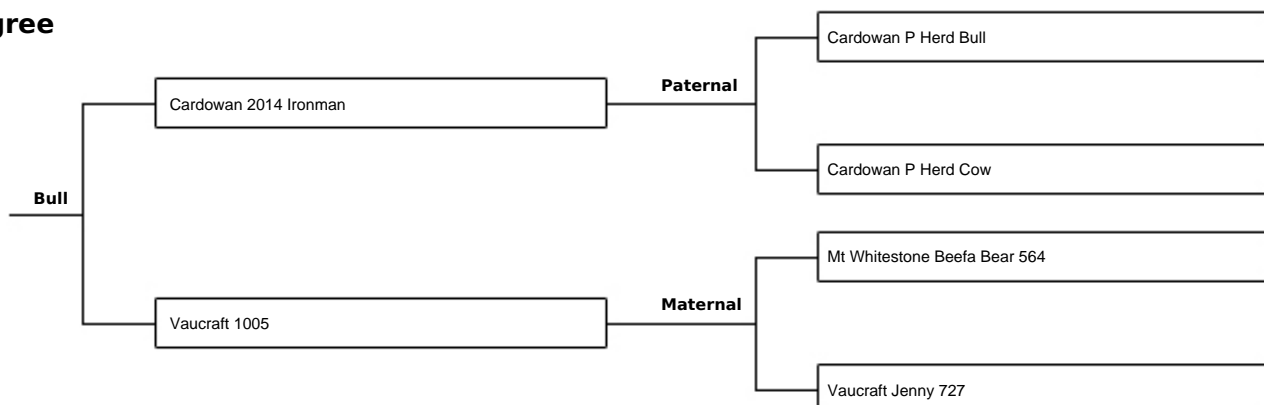 gree
Cardowan P Herd Bull
Paternal
Cardowan 2014 Ironman
Cardowan P Herd Cow
Bull
Mt Whitestone Beefa Bear 564
Maternal
Vaucraft 1005
Vaucraft Jenny 727